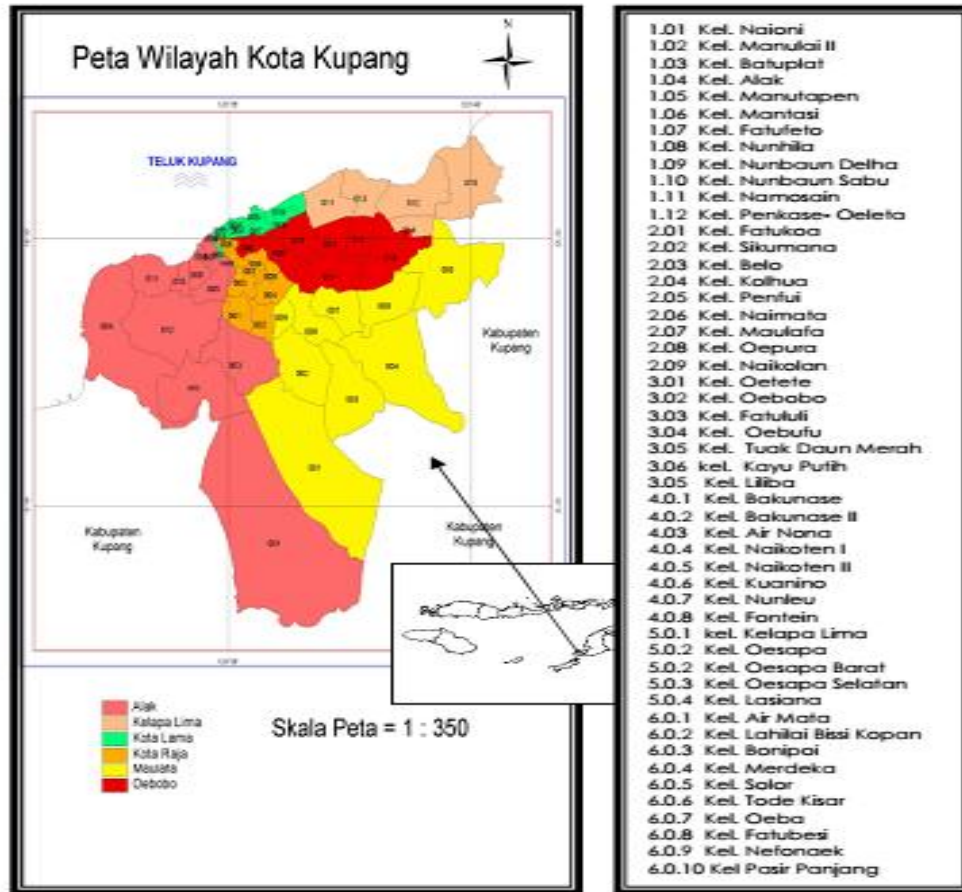 Peta Wilayah Kota Kupang
N
TELUK KUPANG
Kabupaten
Kupang
Kabupaten
Kupang
Kabupaten
Kupang
Alak
Kelapa Lima
Kota Lama
Kota Raja
Maulafa
Oebobo
Skala Peta = 1 : 350
1.01 Kel. Naioni
1.02 Kel. Manulai II
1.03 Kel. Batuplat
1.04 Kel. Alak
1.05 Kel. Manutapen
1.06 Kel. Mantasi
1.07 Kel. Fatufeto
1.08 Kel. Nunhila
1.09 Kel. Nunbaun Delha
1.10 Kel. Nunbaun Sabu
1.11 Kel. Namosain
1.12 Kel. Penkase- Oeleta
2.01 Kel. Fatukoa
2.02 Kel. Sikumana
2.03 Kel. Belo
2.04 Kel. Kolhua
2.05 Kel. Penfui
2.06 Kel. Naimata
2.07 Kel. Maulafa
2.08 Kel. Oepura
2.09 Kel. Naikolan
3.01 Kel. Oetete
3.02 Kel. Oebobo
3.03 Kel. Fatululi
3.04 Kel. Oebufu
3.05 Kel. Tuak Daun Merah
3.06 kel. Kayu Putih
3.05 Kel. Liliba
4.0.1 Kel. Bakunase
4.0.2 Kel. Bakunase II
4.03 Kel. Air Nona
4.0.4 Kel. Naikoten I
4.0.5 Kel. Naikoten II
4.0.6 Kel. Kuanino
4.0.7 Kel. Nunleu
4.0.8 Kel. Fontein
5.0.1 kel. Kelapa Lima
5.0.2 Kel. Oesapa
5.0.2 Kel. Oesapa Barat
5.0.3 Kel. Oesapa Selatan
5.0.4 Kel. Lasiana
6.0.1 Kel. Air Mata
6.0.2 Kel. Lahilai Bissi Kopan
6.0.3 Kel. Bonipoi
6.0.4 Kel. Merdeka
6.0.5 Kel. Solor
6.0.6 Kel. Tode Kisar
6.0.7 Kel. Oeba
6.0.8 Kel. Fatubesi
6.0.9 Kel. Nefonaek
6.0.10 Kel Pasir Panjang